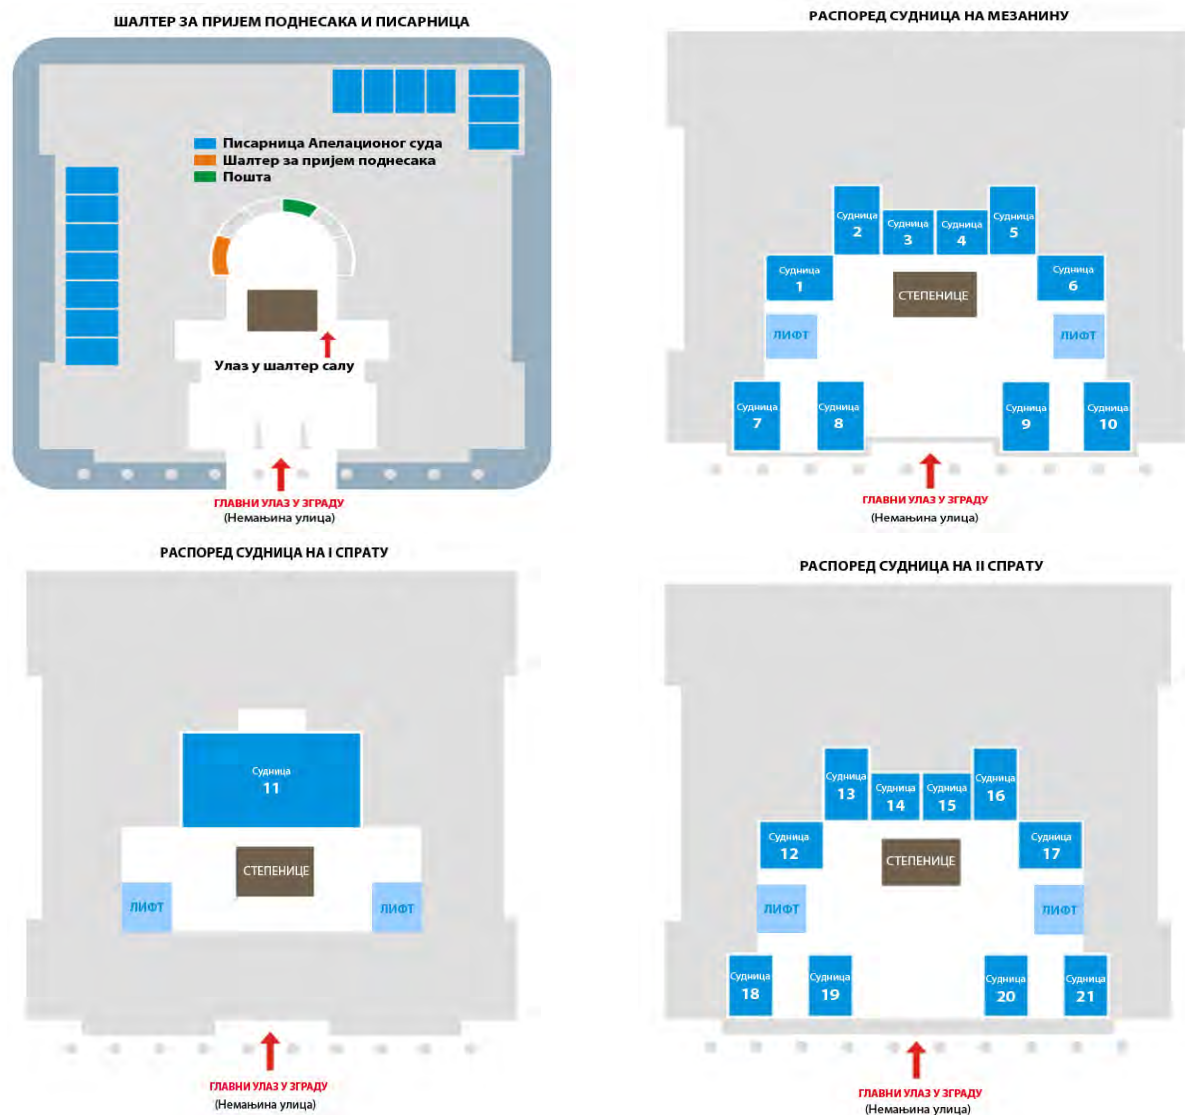 ШАЛТЕР ЗА ПРИЈЕМ ПОДНЕСАКА И ПИСАРНИЦА
Писарница Апелационог суда
Шалтер за пријем поднесака
Пошта
Улаз у шалтер салу
ГЛАВНИ УЛАЗ У ЗГРАДУ
(Немањина улица)
РАСПОРЕД СУДНИЦА НА МЕЗАНИНУ
Судница
2
Судница
3
Судница
4
Судница
5
Судница
1
Судница
6
СТЕПЕНИЦЕ
ЛИФТ
ЛИФТ
Судница
7
Судница
8
Судница
9
Судница
10
ГЛАВНИ УЛАЗ У ЗГРАДУ
(Немањина улица)
РАСПОРЕД СУДНИЦА НА I СПРАТУ
Судница
11
СТЕПЕНИЦЕ
ЛИФТ
ЛИФТ
ГЛАВНИ УЛАЗ У ЗГРАДУ
(Немањина улица)
РАСПОРЕД СУДНИЦА НА II СПРАТУ
Судница
13
Судница
14
Судница
15
Судница
16
Судница
12
Судница
17
СТЕПЕНИЦЕ
ЛИФТ
ЛИФТ
Судница
18
Судница
19
Судница
20
Судница
21
ГЛАВНИ УЛАЗ У ЗГРАДУ
(Немањина улица)